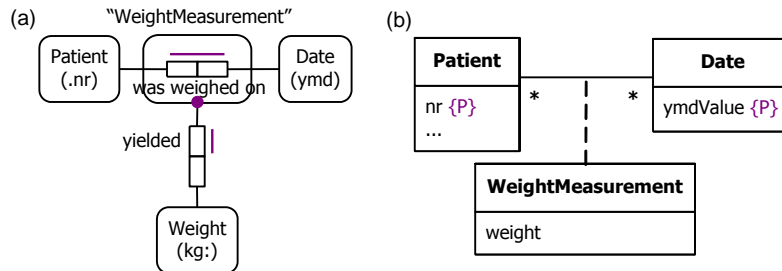 (a)
“WeightMeasurement”
Patient
(.nr)
Date
(ymd)
was weighed on
yielded
Weight
(kg:)
(b)
Patient
nr {P}
...
*
*
Date
ymdValue {P}
WeightMeasurement
weight